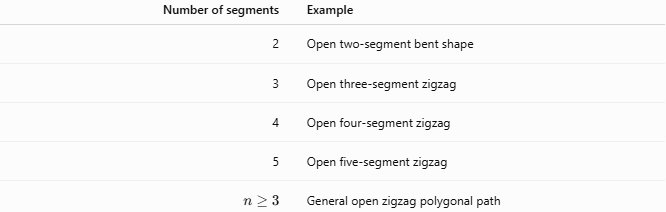 Number of segments Example
2 Open two-segment bent shape
3 Open three-segment zigzag
4 Open four-segment zigzag
5 Open five-segment zigzag
n ≥ 3 General open zigzag polygonal path